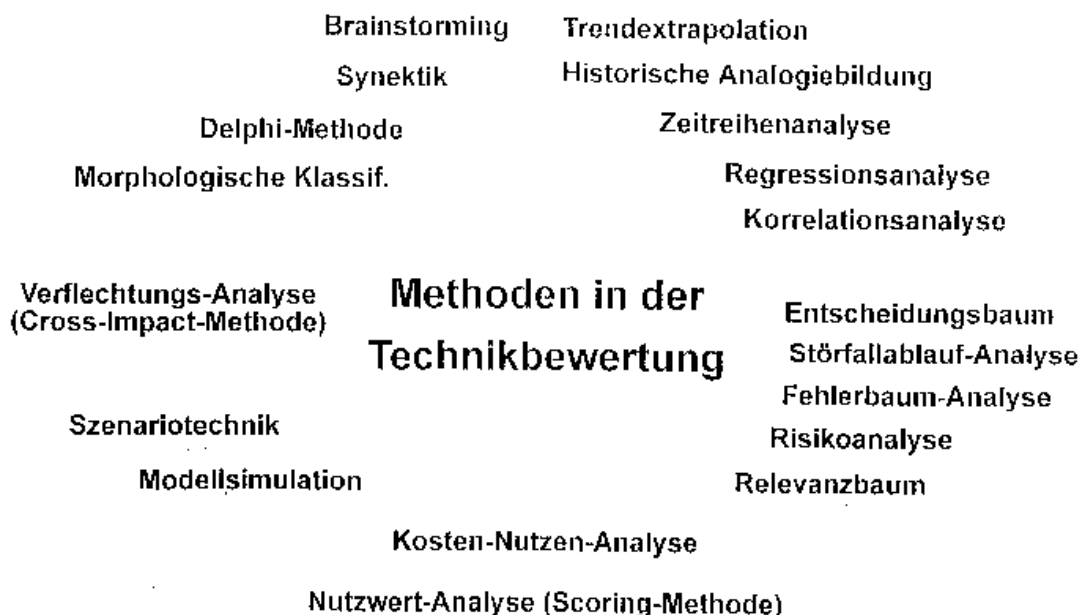 Brainstorming
Trendextrapolation
Synektik
Historische Analogiebildung
Delphi-Methode
Zeitreihenanalyse
Morphologische Klassif.
Regressionsanalyse
Korrelationsanalyse
Verflechtungs-Analyse
(Cross-Impact-Methode)
Methoden in der
Technikbewertung
Entscheidungsbaum
Störfallablauf-Analyse
Fehlerbaum-Analyse
Risikoanalyse
Relevanzbaum
Szenariotechnik
Modellsimulation
Kosten-Nutzen-Analyse
Nutzwert-Analyse (Scoring-Methode)